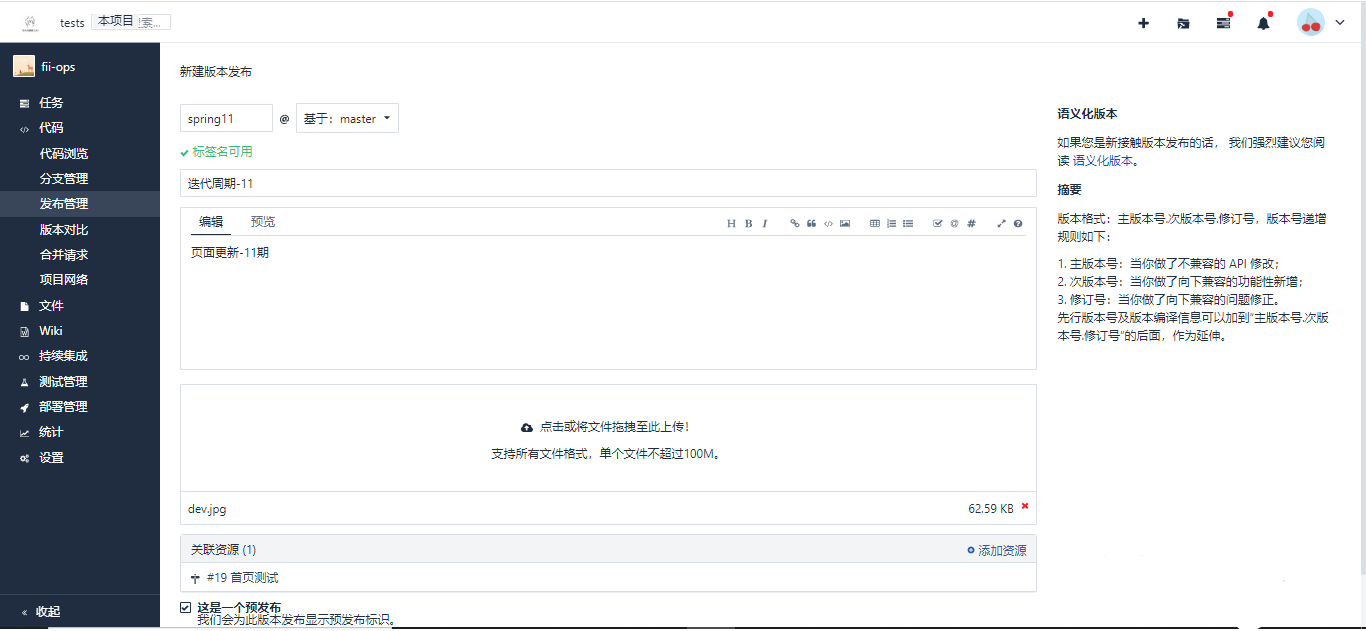 tests
本项目
索...
fii-ops
任务
代码
代码浏览
分支管理
发布管理
版本对比
合并请求
项目网络
文件
Wiki
持续集成
测试管理
部署管理
统计
设置
« 收起
新建版本发布
spring11 @ 基于：master
标签名可用
迭代周期-11
编辑 预览
页面更新-11期
点击或将文件拖拽至此上传！
支持所有文件格式，单个文件不超过100M。
dev.jpg 62.59 KB
关联资源 (1) 添加资源
#19 首页测试
这是一个预发布
我们会为此版本发布显示预发布标识。
语义化版本
如果您是新接触版本发布的话， 我们强烈建议您阅
读 语义化版本。
摘要
版本格式：主版本号.次版本号.修订号，版本号递增
规则如下：
1. 主版本号：当你做了不兼容的 API 修改；
2. 次版本号：当你做了向下兼容的功能性新增；
3. 修订号：当你做了向下兼容的问题修正。
先行版本号及版本编译信息可以加到“主版本号.次版
本号.修订号”的后面，作为延伸。